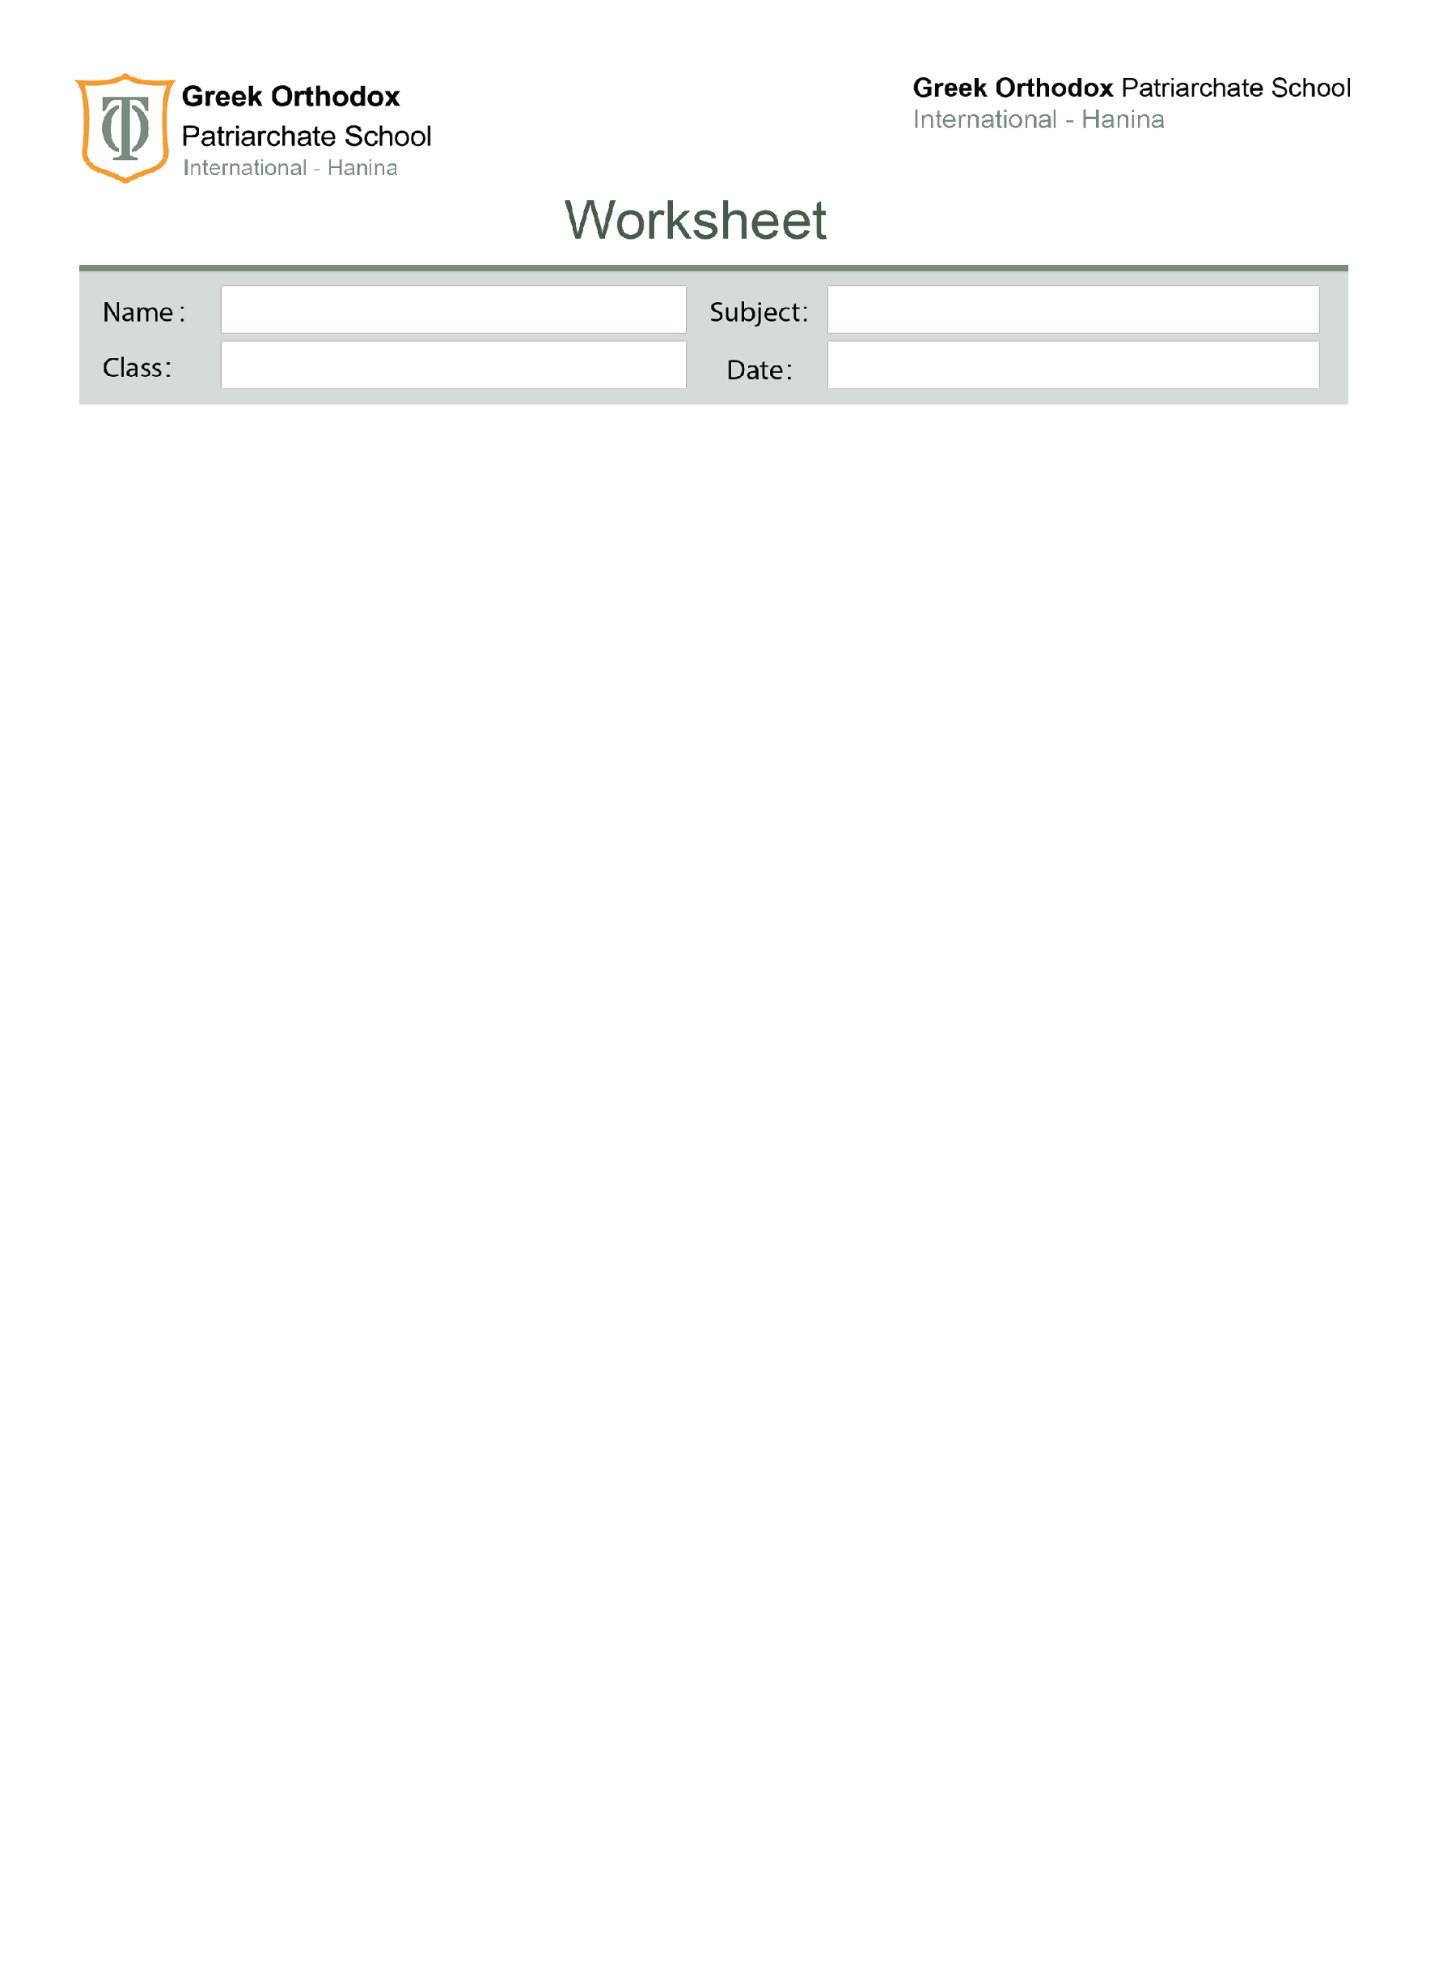 Greek Orthodox
Patriarchate School
International - Hanina
Greek Orthodox Patriarchate School
International - Hanina
Worksheet
Name :
Subject:
Class:
Date: